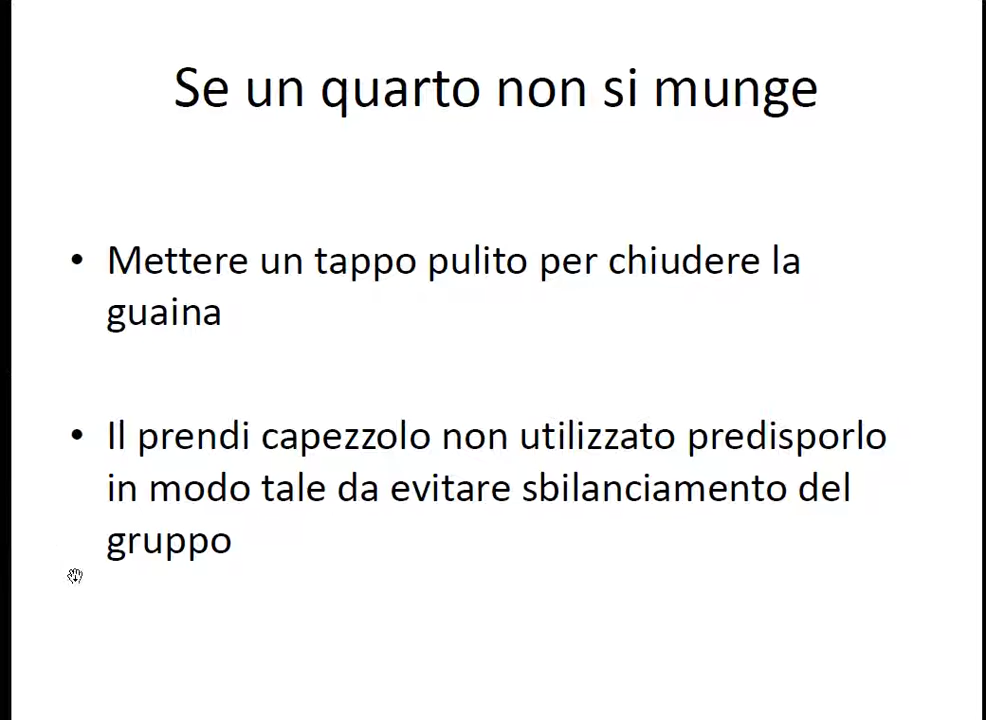 Se un quarto non si munge
• Mettere un tappo pulito per chiudere la
guaina
• Il prendi capezzolo non utilizzato predisporlo
in modo tale da evitare sbilanciamento del
gruppo